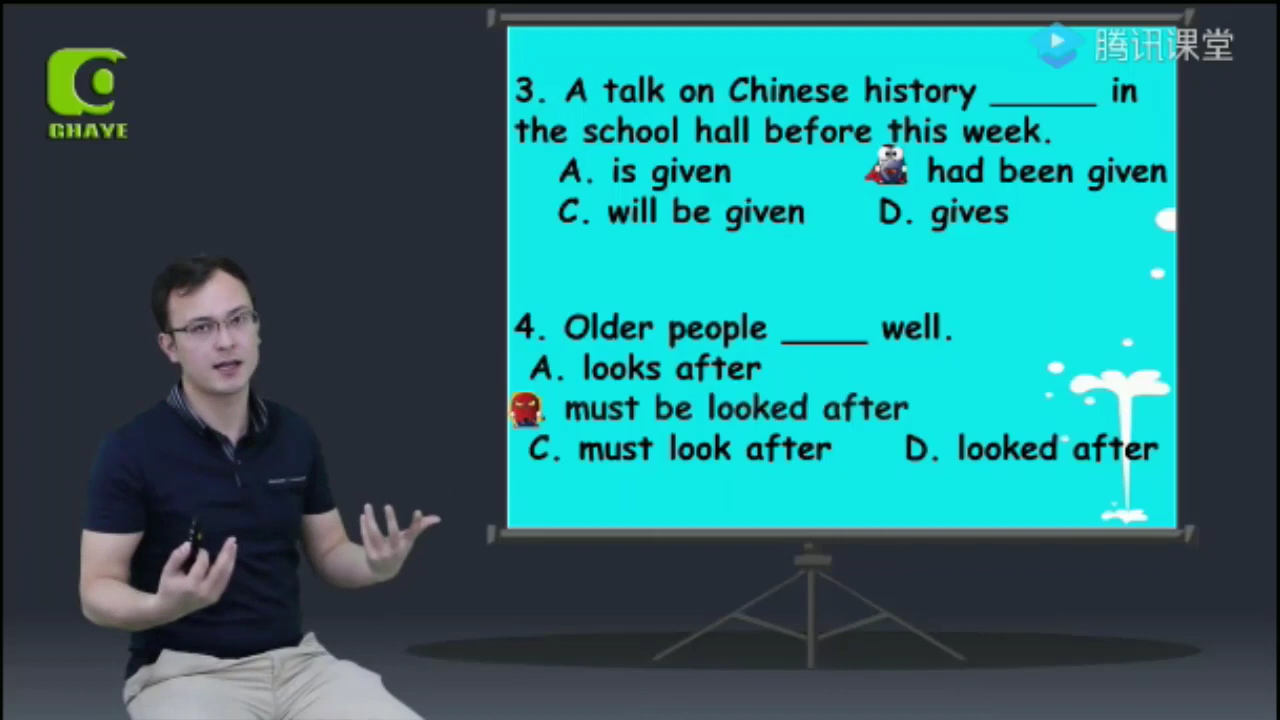 GHAYE
腾讯课堂
3. A talk on Chinese history _____ in
the school hall before this week.
A. is given had been given
C. will be given D. gives
4. Older people ____ well.
A. looks after
. must be looked after
C. must look after D. looked after